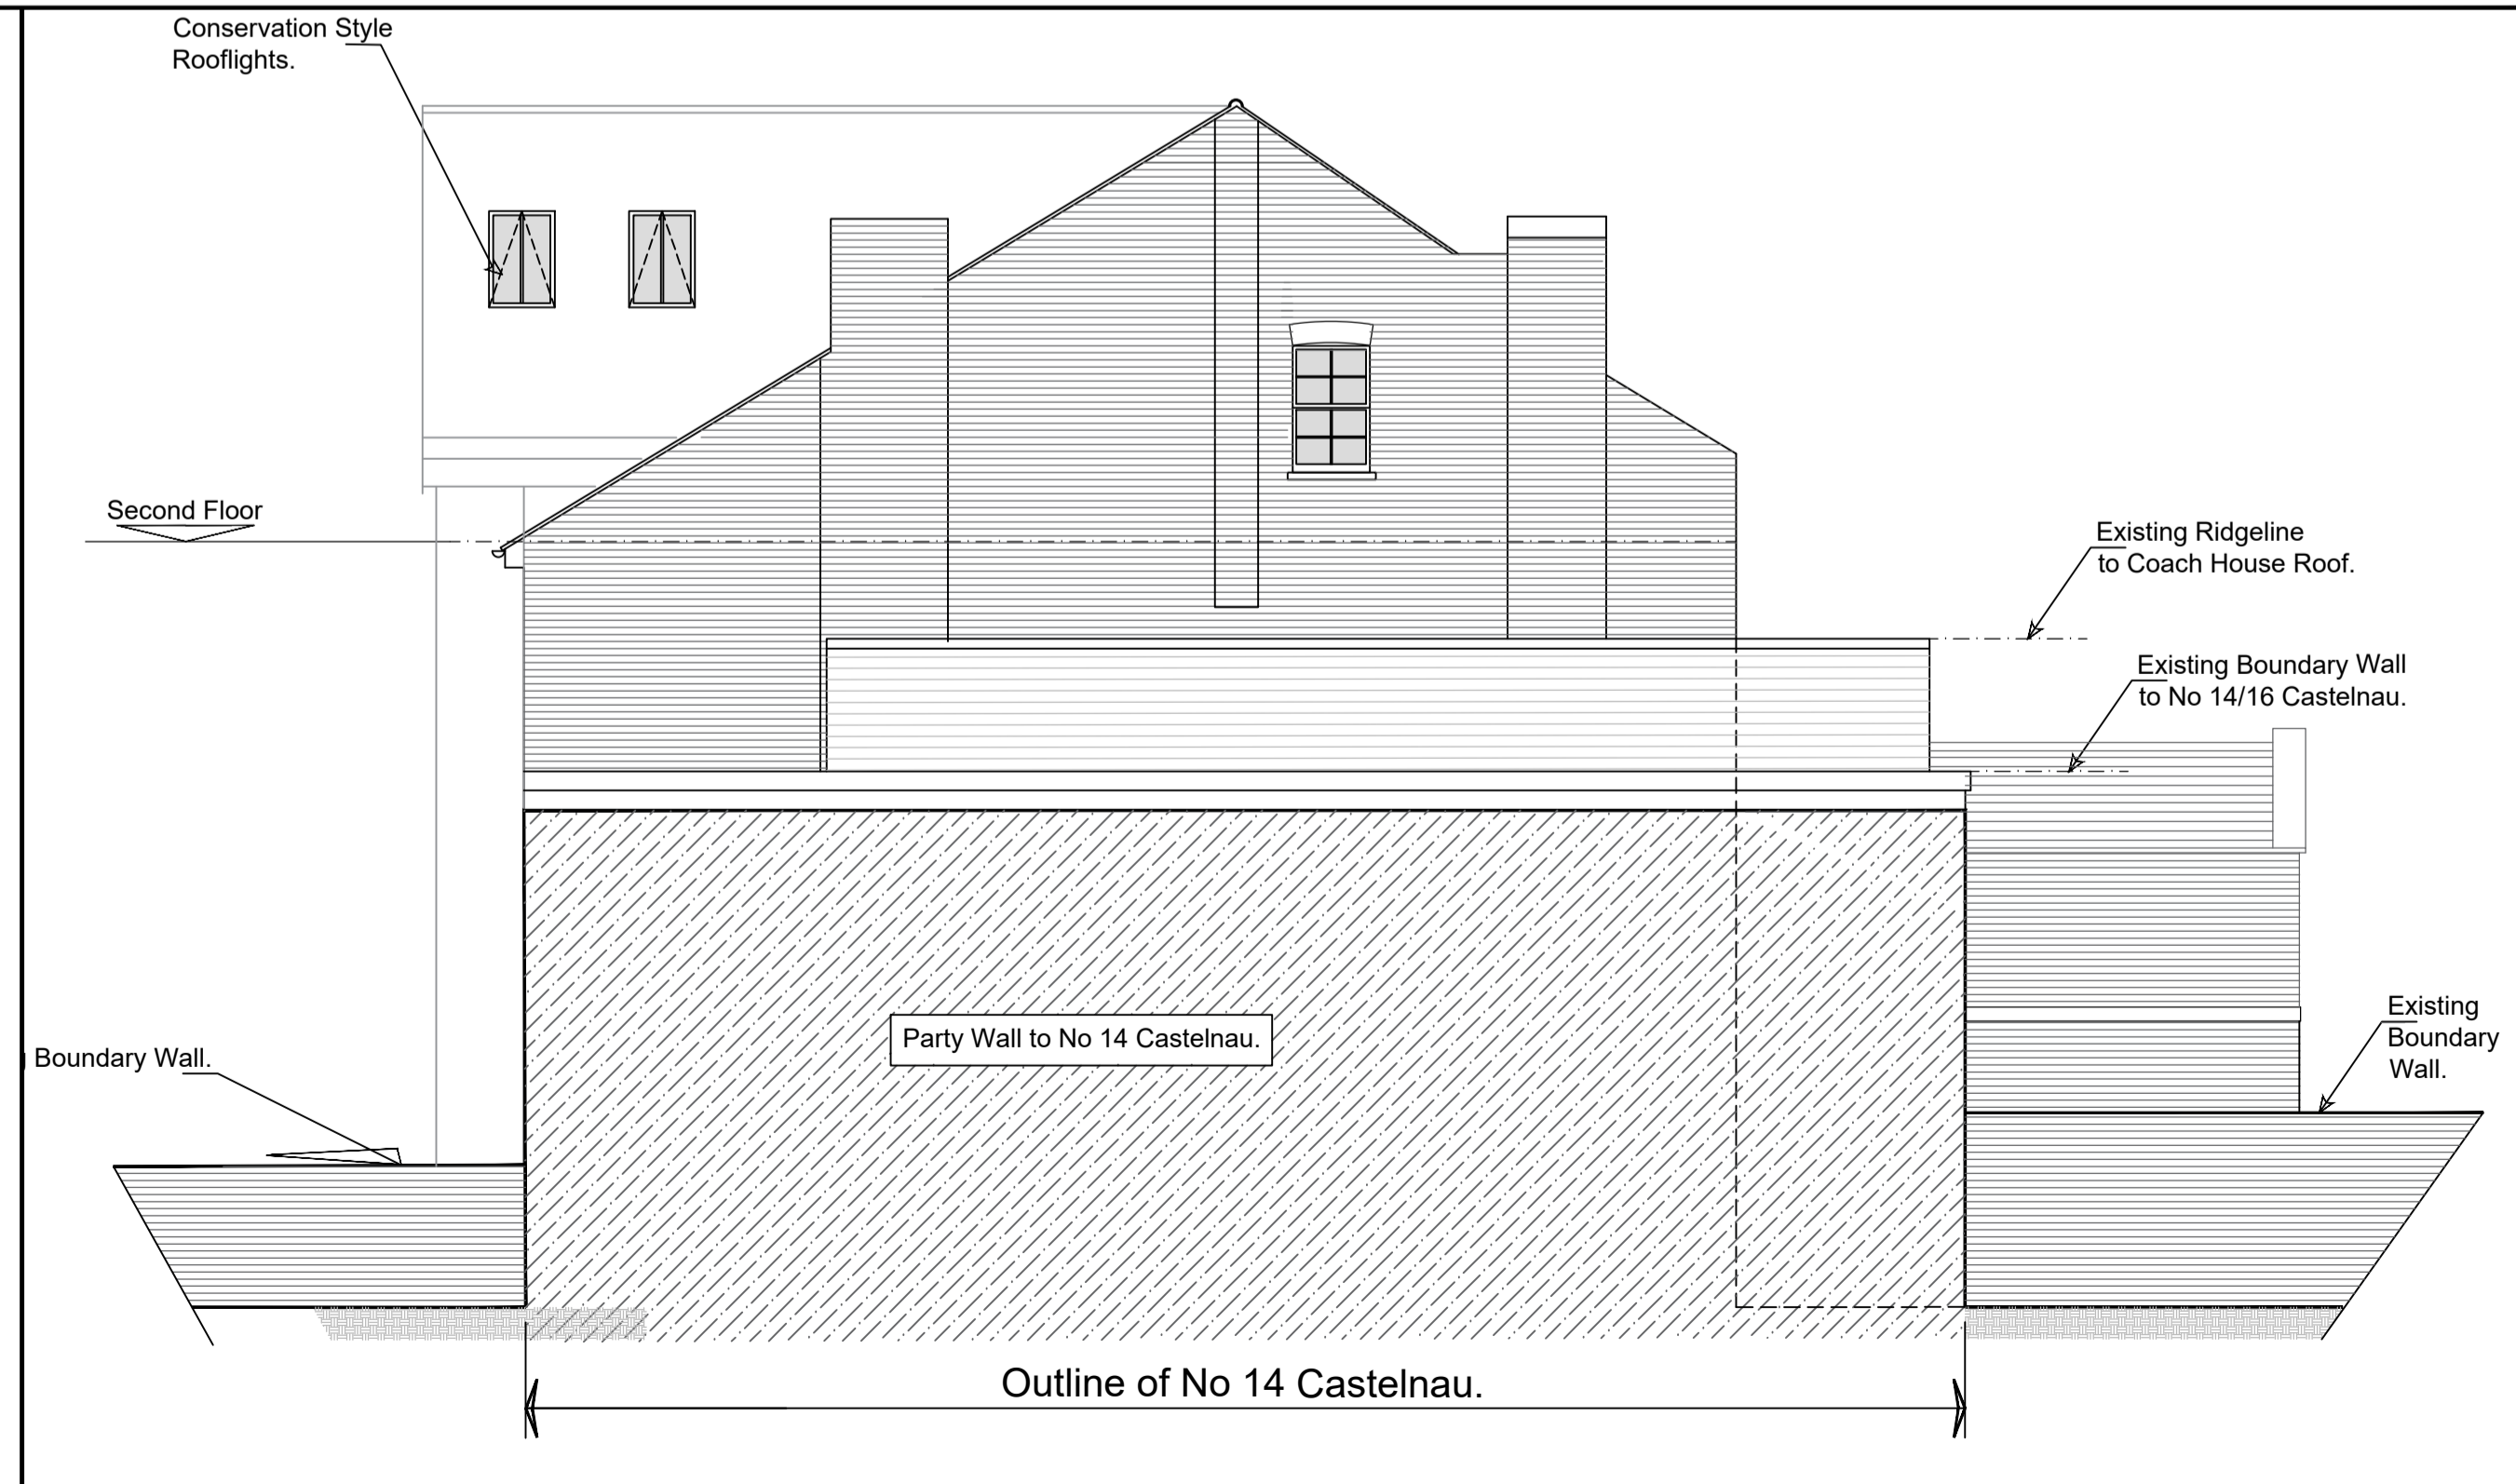 Conservation Style
Rooflights.
Second Floor
Existing Ridgeline
to Coach House Roof.
Existing Boundary Wall
to No 14/16 Castelnau.
Existing
Boundary
Wall.
Boundary Wall.
Party Wall to No 14 Castelnau.
Outline of No 14 Castelnau.